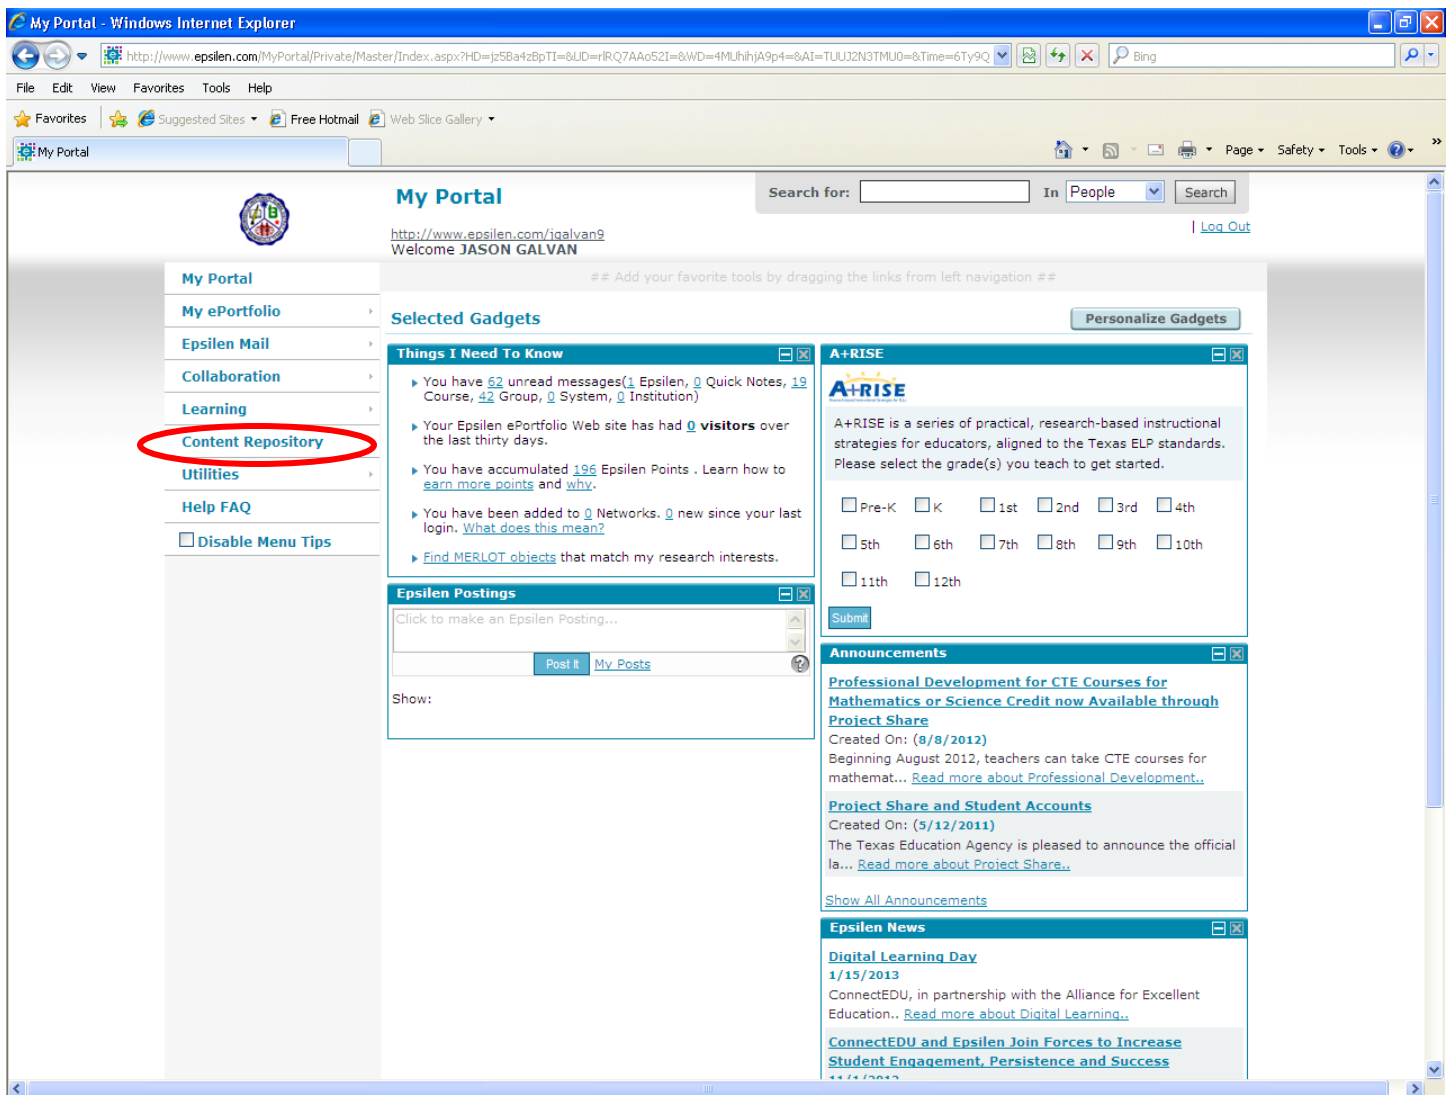 My Portal - Windows Internet Explorer
http://www.epsilen.com/MyPortal/Private/Master/Index.aspx?HD=jz5Ba4zBpTI=&UD=rlRQ7AAo52I=&WD=4MUhihjA9p4=&AI=TUUJ2N3TMU0=&Time=6Ty9Q
Bing
File Edit View Favorites Tools Help
Favorites Suggested Sites Free Hotmail Web Slice Gallery
My Portal
Page Safety Tools
My Portal
Search for: In People Search
http://www.epsilen.com/jgalvan9
Log Out
Welcome JASON GALVAN
## Add your favorite tools by dragging the links from left navigation ##
My Portal
My ePortfolio
Epsilen Mail
Collaboration
Learning
Content Repository
Utilities
Help FAQ
Disable Menu Tips
Selected Gadgets
Personalize Gadgets
Things I Need To Know
You have 62 unread messages(1 Epsilen, 0 Quick Notes, 19
Course, 42 Group, 0 System, 0 Institution)
Your Epsilen ePortfolio Web site has had 0 visitors over
the last thirty days.
You have accumulated 196 Epsilen Points . Learn how to
earn more points and why.
You have been added to 0 Networks. 0 new since your last
login. What does this mean?
Find MERLOT objects that match my research interests.
Epsilen Postings
Click to make an Epsilen Posting...
Post It My Posts
Show:
A+RISE
A+RISE
A+RISE is a series of practical, research-based instructional
strategies for educators, aligned to the Texas ELP standards.
Please select the grade(s) you teach to get started.
Pre-K K 1st 2nd 3rd 4th
5th 6th 7th 8th 9th 10th
11th 12th
Submit
Announcements
Professional Development for CTE Courses for
Mathematics or Science Credit now Available through
Project Share
Created On: (8/8/2012)
Beginning August 2012, teachers can take CTE courses for
mathemat... Read more about Professional Development..
Project Share and Student Accounts
Created On: (5/12/2011)
The Texas Education Agency is pleased to announce the official
la... Read more about Project Share..
Show All Announcements
Epsilen News
Digital Learning Day
1/15/2013
ConnectEDU, in partnership with the Alliance for Excellent
Education.. Read more about Digital Learning..
ConnectEDU and Epsilen Join Forces to Increase
Student Engagement, Persistence and Success